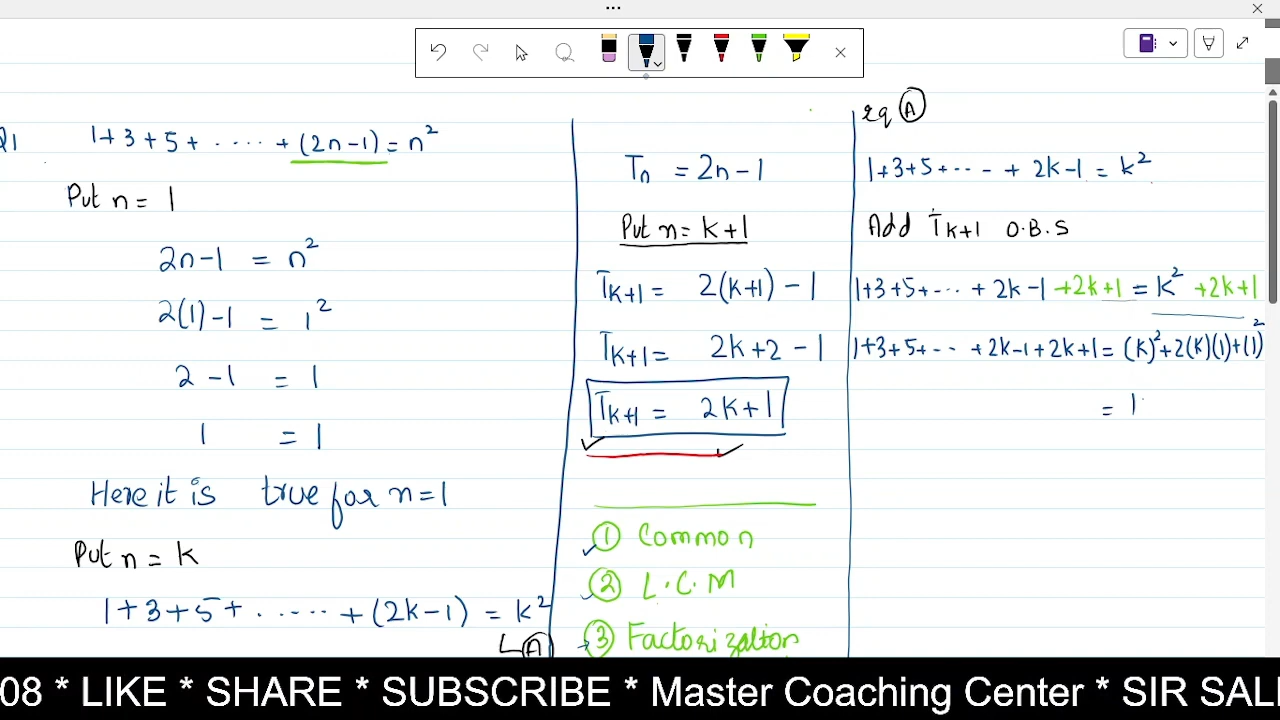 Q1 1+3+5+ ..... + (2n-1) = n²
Put n = 1
2n-1 = n²
2(1)-1 = 1²
2-1 = 1
1 = 1
Here it is true for n=1
Put n = k
1+3+5+ ...... + (2k-1) = k²
A
Tn = 2n-1
Put n = k+1
Tk+1 = 2(k+1) - 1
Tk+1 = 2k+2 - 1
Tk+1 = 2k+1
① Common
② L.C.M
③ Factorization
eq A
1+3+5+ .... + 2k-1 = k²
Add Tk+1 O.B.S
1+3+5+ ... + 2k-1 +2k+1 = k² +2k+1
1+3+5+ ... + 2k-1+2k+1 = (k)²+2(k)(1)+(1)²
=
08 * LIKE * SHARE * SUBSCRIBE * Master Coaching Center * SIR SAL